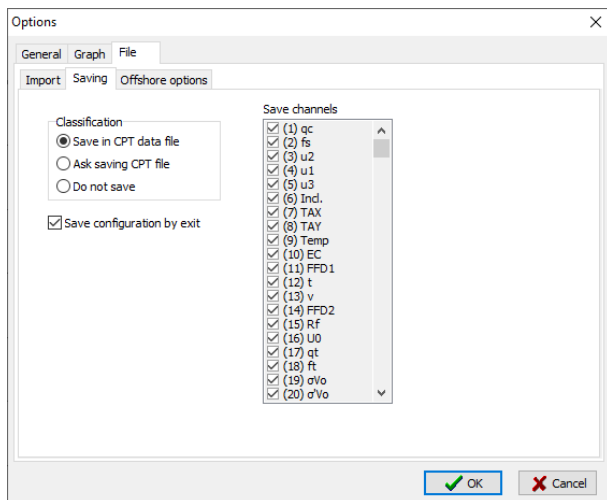 Options
General Graph File
Import Saving Offshore options
Classification
Save in CPT data file
Ask saving CPT file
Do not save
Save configuration by exit
Save channels
(1) qc
(2) fs
(3) u2
(4) u1
(5) u3
(6) Incl.
(7) TAX
(8) TAY
(9) Temp
(10) EC
(11) FFD1
(12) t
(13) v
(14) FFD2
(15) Rf
(16) U0
(17) qt
(18) ft
(19) σVo
(20) σ'Vo
OK Cancel